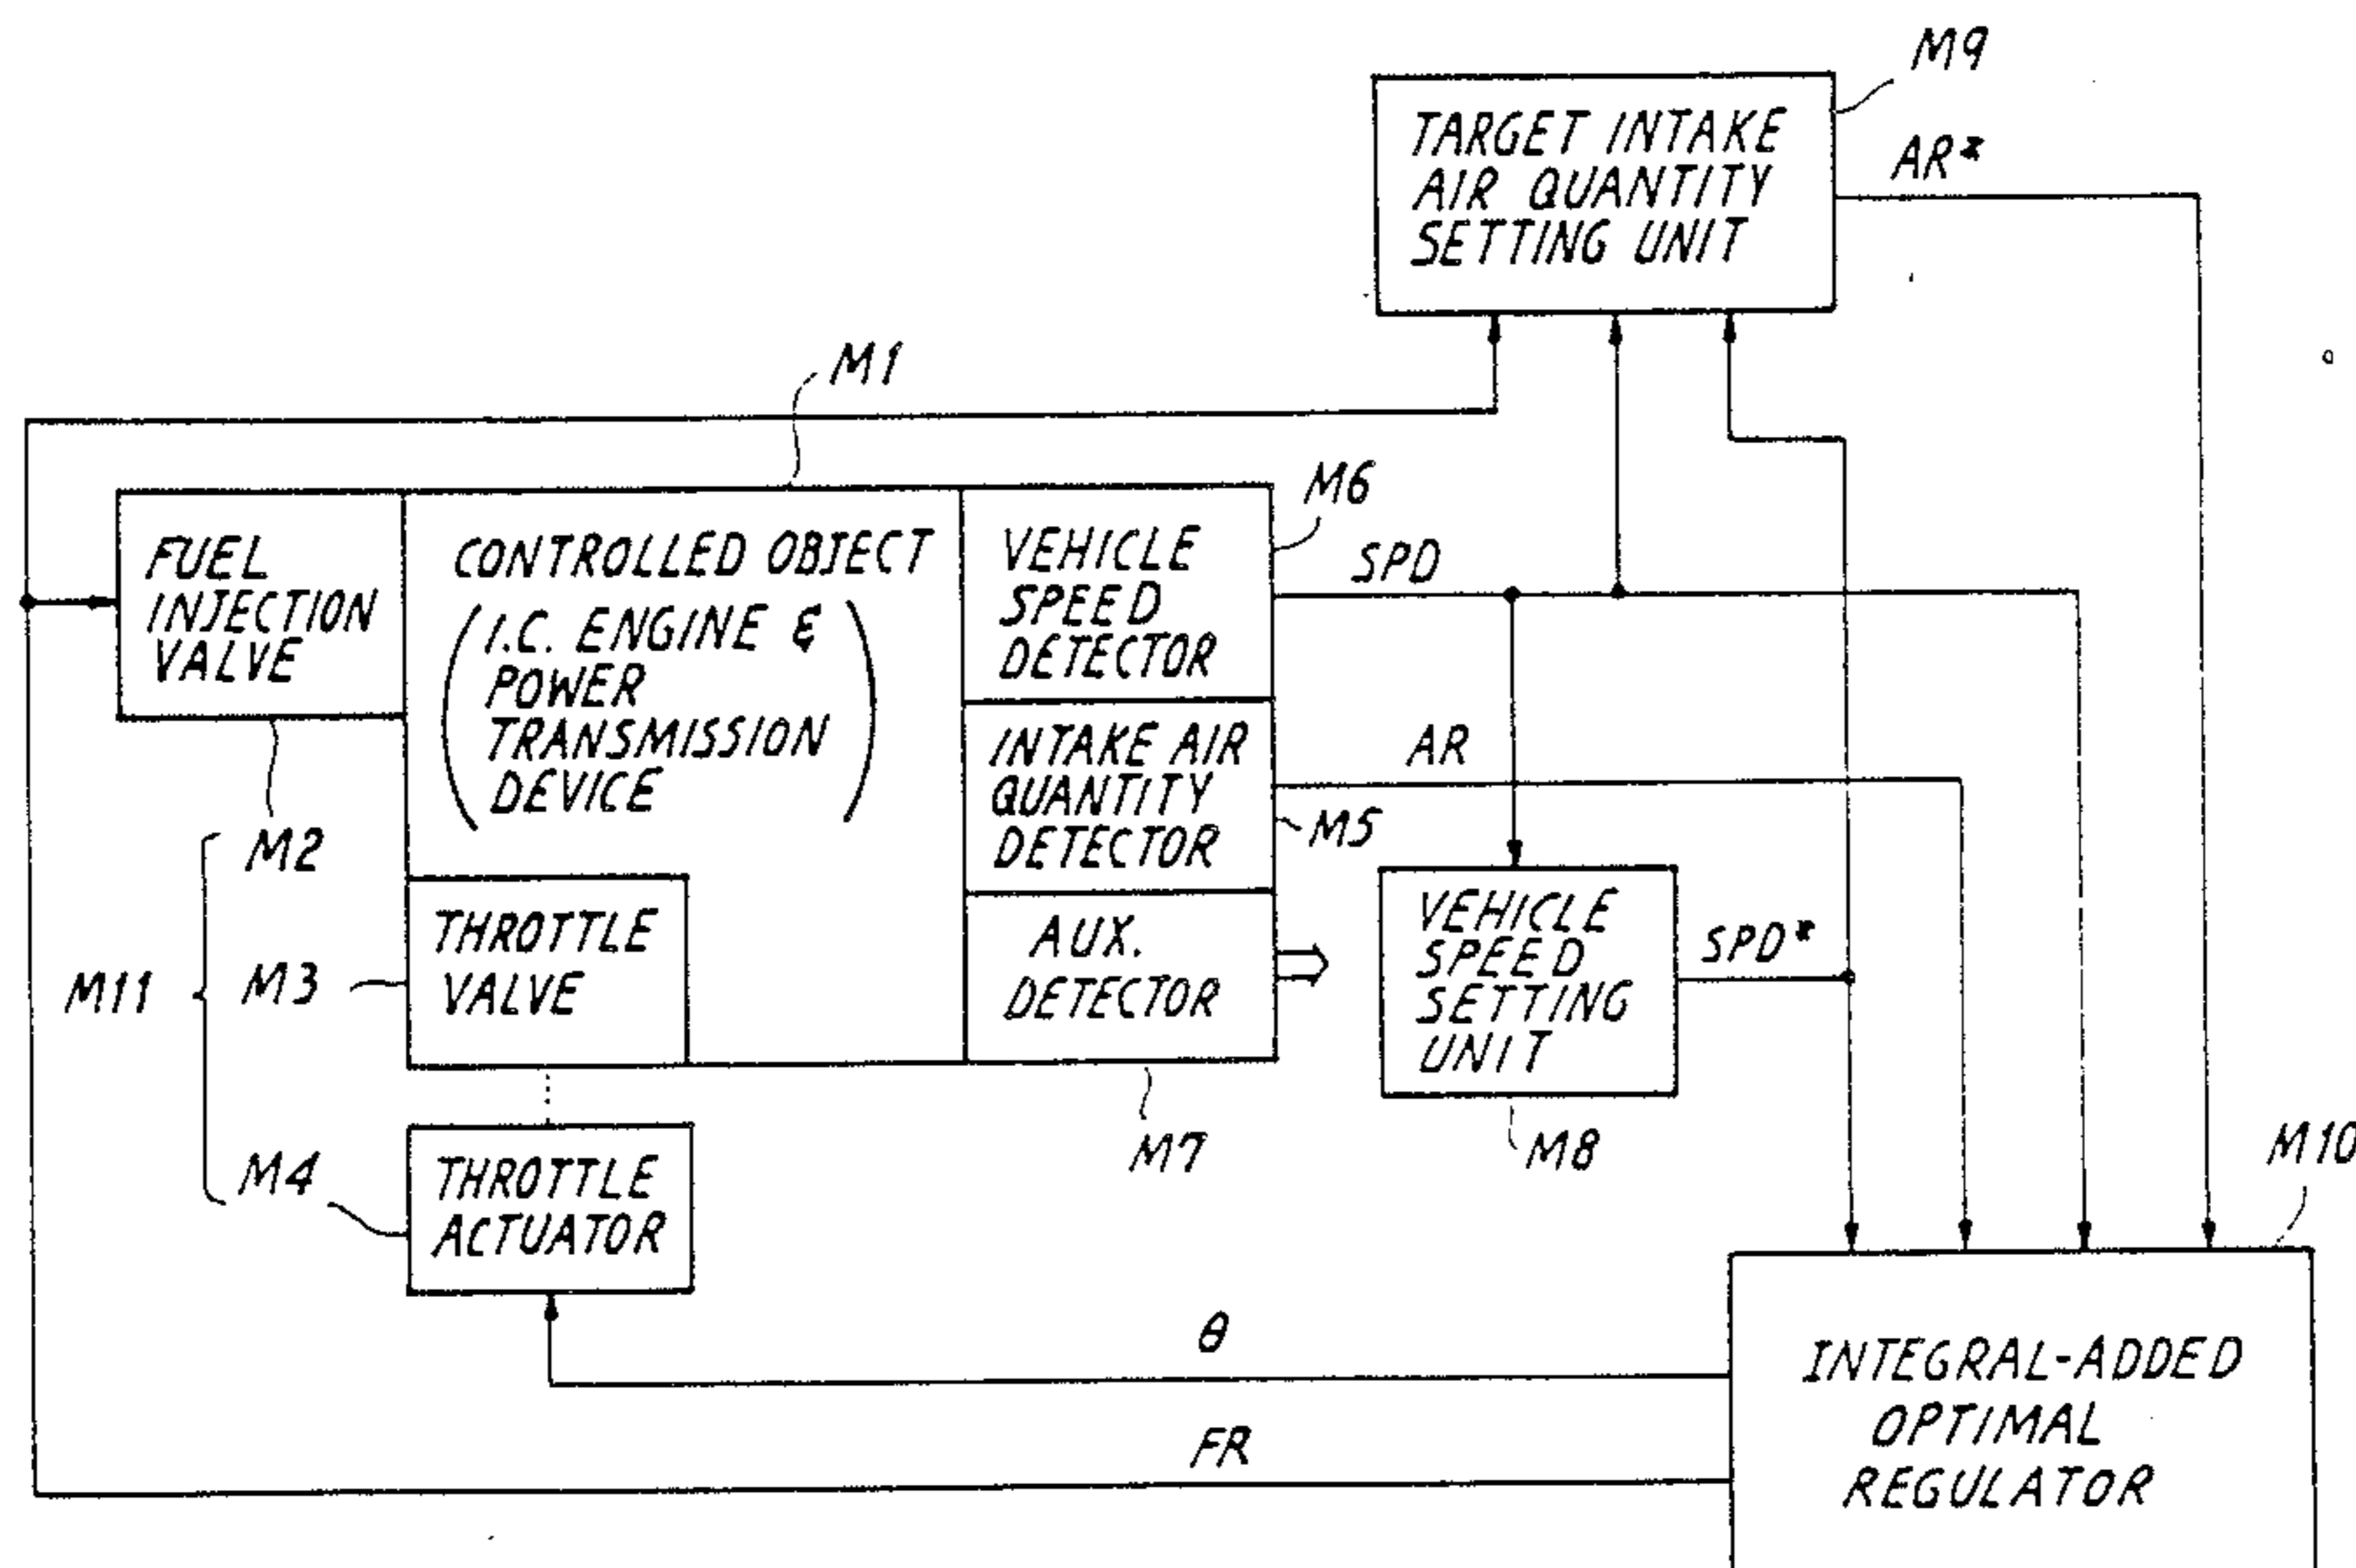 M9
TARGET INTAKE
AIR QUANTITY
SETTING UNIT
AR*
M1
M6
FUEL
INJECTION
VALVE
CONTROLLED OBJECT
(I.C. ENGINE &
POWER
TRANSMISSION
DEVICE)
VEHICLE
SPEED
DETECTOR
SPD
INTAKE AIR
QUANTITY
DETECTOR
AR
M5
M2
M11
M3
THROTTLE
VALVE
AUX.
DETECTOR
VEHICLE
SPEED
SETTING
UNIT
SPD*
M4
THROTTLE
ACTUATOR
M7
M8
M10
θ
FR
INTEGRAL-ADDED
OPTIMAL
REGULATOR